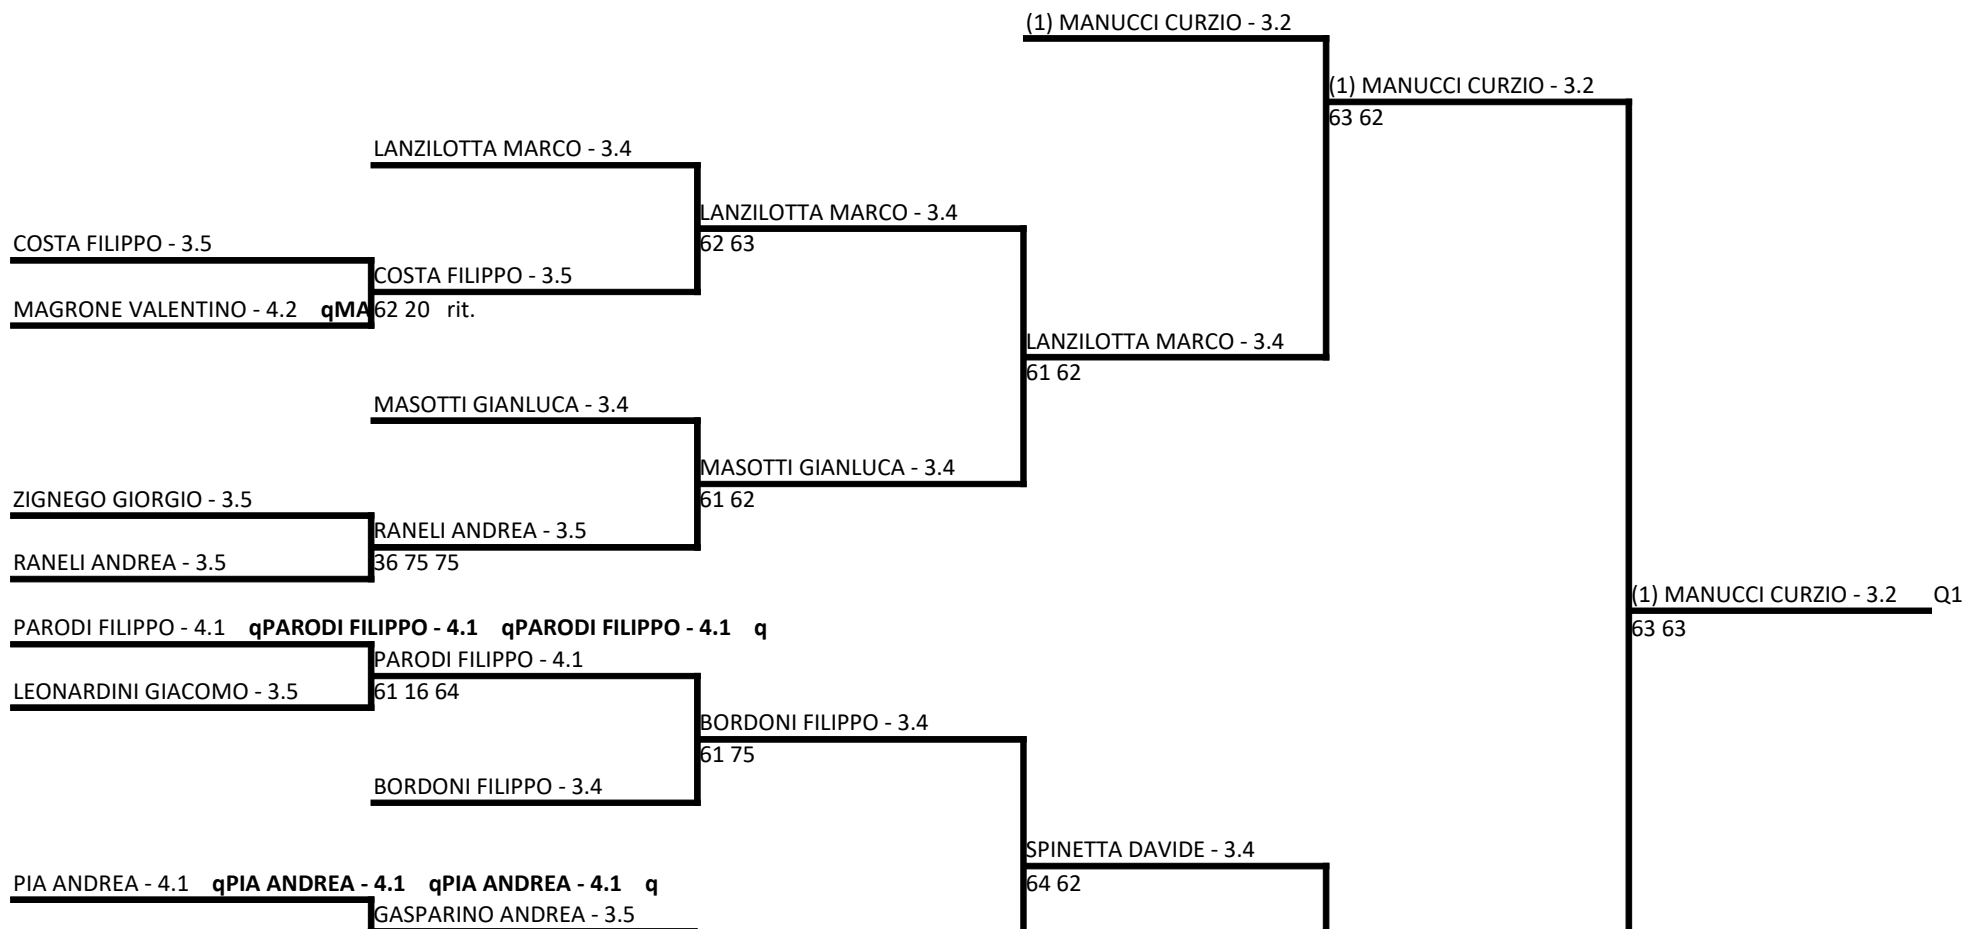 (1) MANUCCI CURZIO - 3.2
(1) MANUCCI CURZIO - 3.2
63 62
LANZILOTTA MARCO - 3.4
LANZILOTTA MARCO - 3.4
62 63
COSTA FILIPPO - 3.5
COSTA FILIPPO - 3.5
MAGRONE VALENTINO - 4.2 qMA 62 20 rit.
LANZILOTTA MARCO - 3.4
61 62
MASOTTI GIANLUCA - 3.4
MASOTTI GIANLUCA - 3.4
61 62
ZIGNEGO GIORGIO - 3.5
RANELI ANDREA - 3.5
RANELI ANDREA - 3.5 36 75 75
(1) MANUCCI CURZIO - 3.2 Q1
63 63
PARODI FILIPPO - 4.1 qPARODI FILIPPO - 4.1 qPARODI FILIPPO - 4.1 q
PARODI FILIPPO - 4.1
LEONARDINI GIACOMO - 3.5 61 16 64
BORDONI FILIPPO - 3.4
61 75
BORDONI FILIPPO - 3.4
SPINETTA DAVIDE - 3.4
64 62
PIA ANDREA - 4.1 qPIA ANDREA - 4.1 qPIA ANDREA - 4.1 q
GASPARINO ANDREA - 3.5